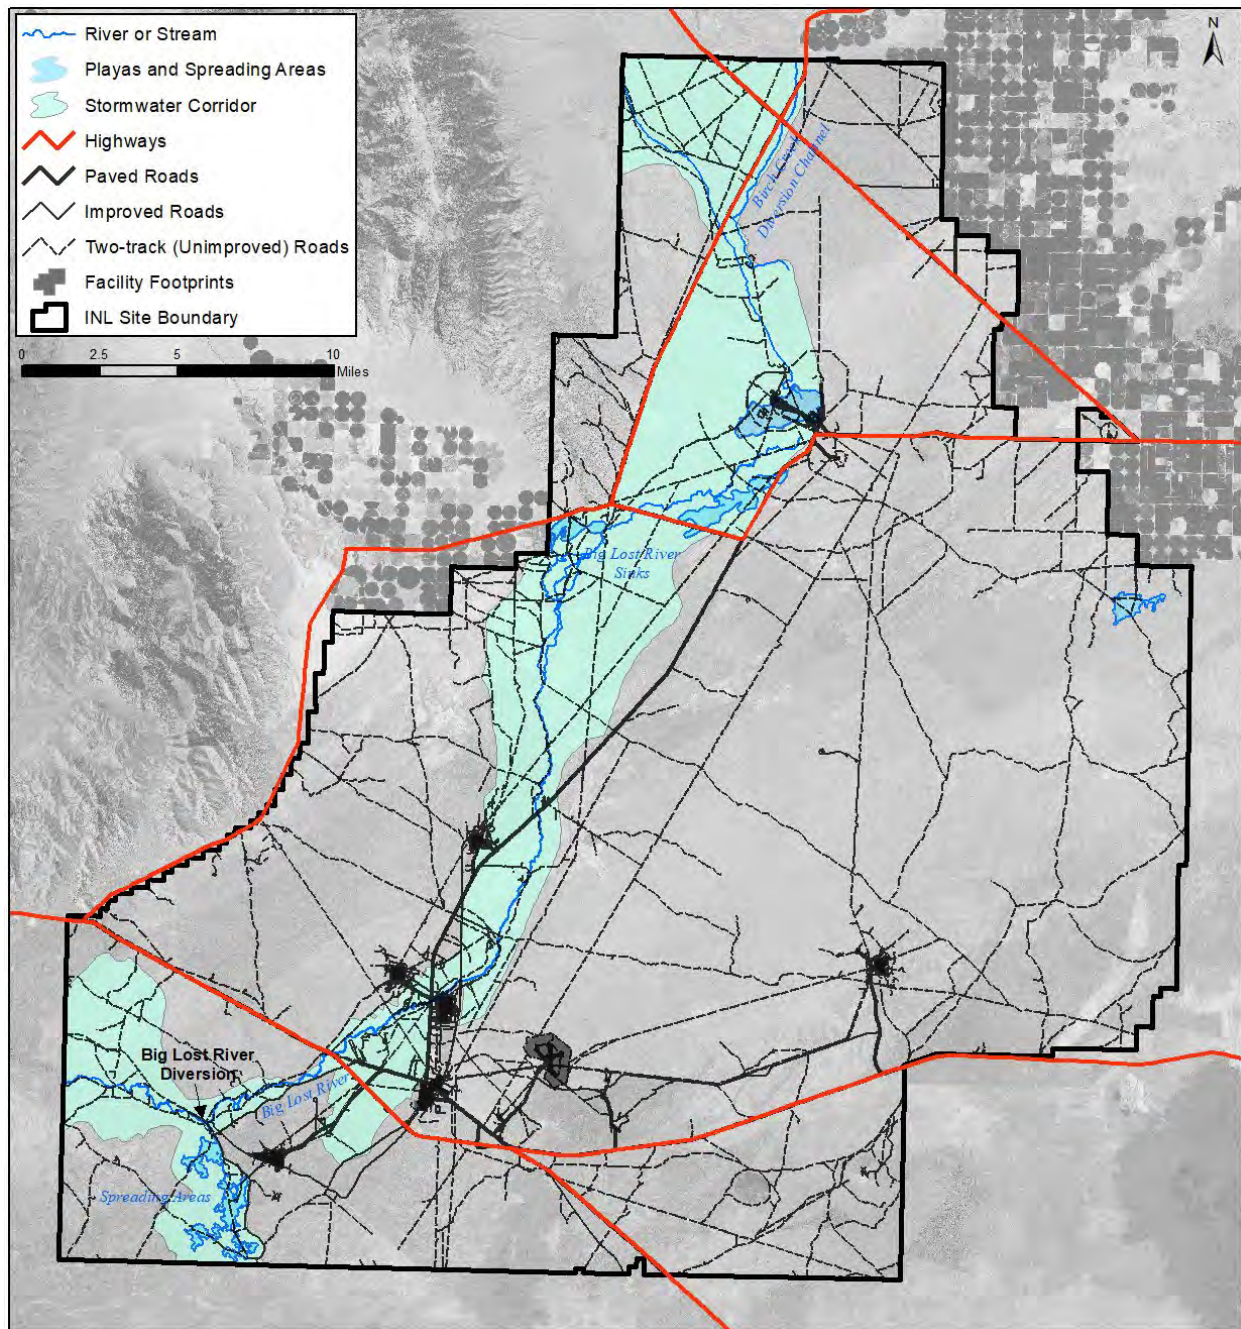 River or Stream
Playas and Spreading Areas
Stormwater Corridor
Highways
Paved Roads
Improved Roads
Two-track (Unimproved) Roads
Facility Footprints
INL Site Boundary
0 2.5 5 10
Miles
N
Birch Creek
Diversion Channel
Big Lost River
Sinks
Big Lost River
Diversion
Big Lost River
Spreading Areas